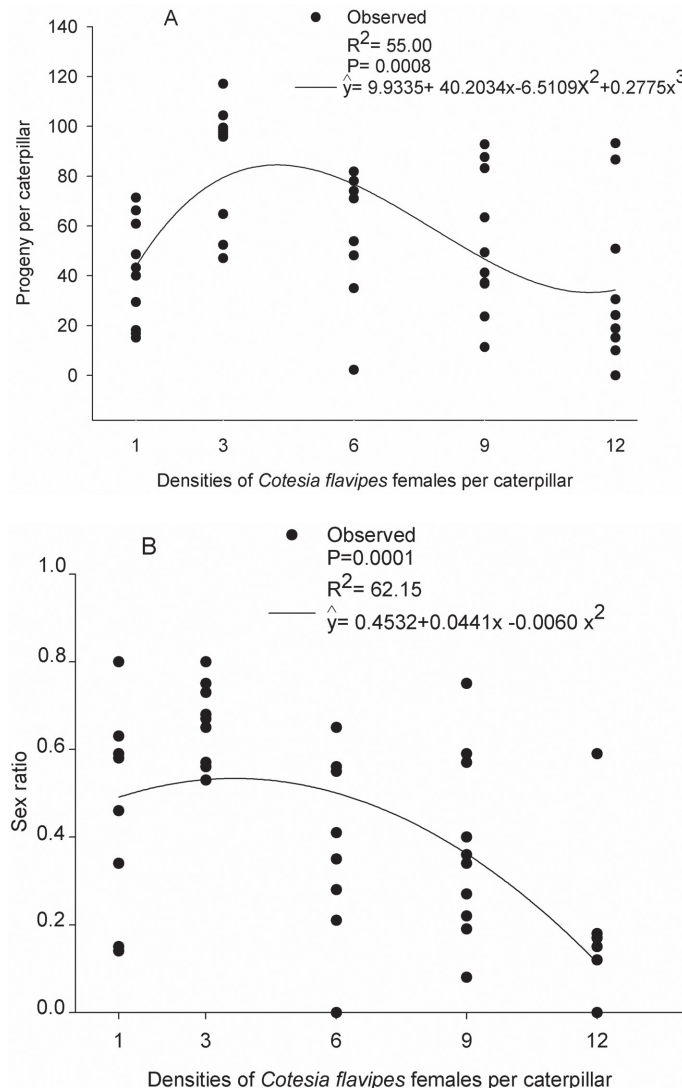 A
Observed
R²= 55.00
P= 0.0008
ŷ= 9.9335+ 40.2034x-6.5109X²+0.2775x³
140
120
100
80
60
40
20
0
Progeny per caterpillar
1 3 6 9 12
Densities of Cotesia flavipes females per caterpillar
B
Observed
P=0.0001
R²= 62.15
ŷ= 0.4532+0.0441x -0.0060 x²
1.0
0.8
0.6
0.4
0.2
0.0
Sex ratio
1 3 6 9 12
Densities of Cotesia flavipes females per caterpillar